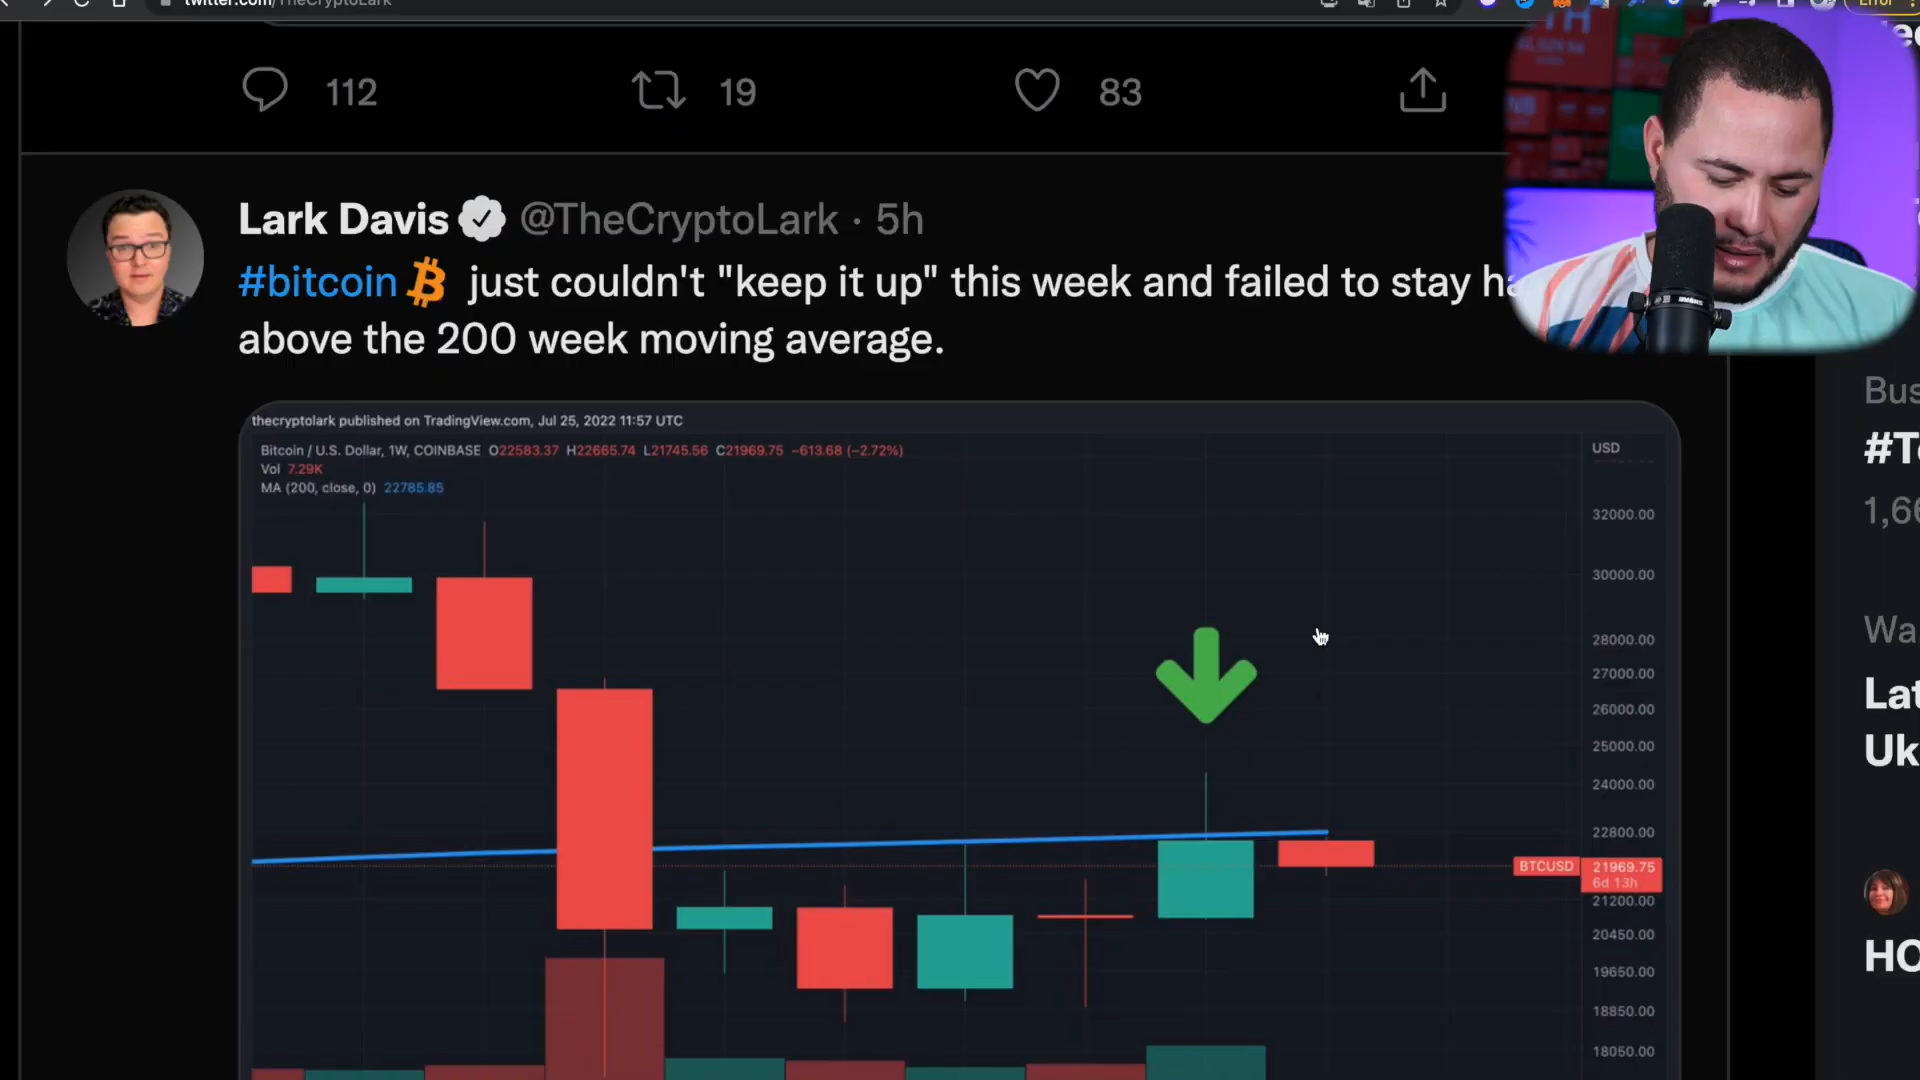 twitter.com/TheCryptoLark
Error
112 19 83
Lark Davis @TheCryptoLark · 5h
#bitcoin just couldn't "keep it up" this week and failed to stay
above the 200 week moving average.
thecryptolark published on TradingView.com, Jul 25, 2022 11:57 UTC
Bitcoin / U.S. Dollar, 1W, COINBASE O22583.37 H22665.74 L21745.56 C21969.75 −613.68 (−2.72%)
Vol 7.29K
MA (200, close, 0) 22785.85
USD
32000.00
30000.00
28000.00
27000.00
26000.00
25000.00
24000.00
22800.00
BTCUSD 21969.75
6d 13h
21200.00
20450.00
19650.00
18850.00
18050.00
Bus
#T
1,66
Wa
Lat
Uk
HO